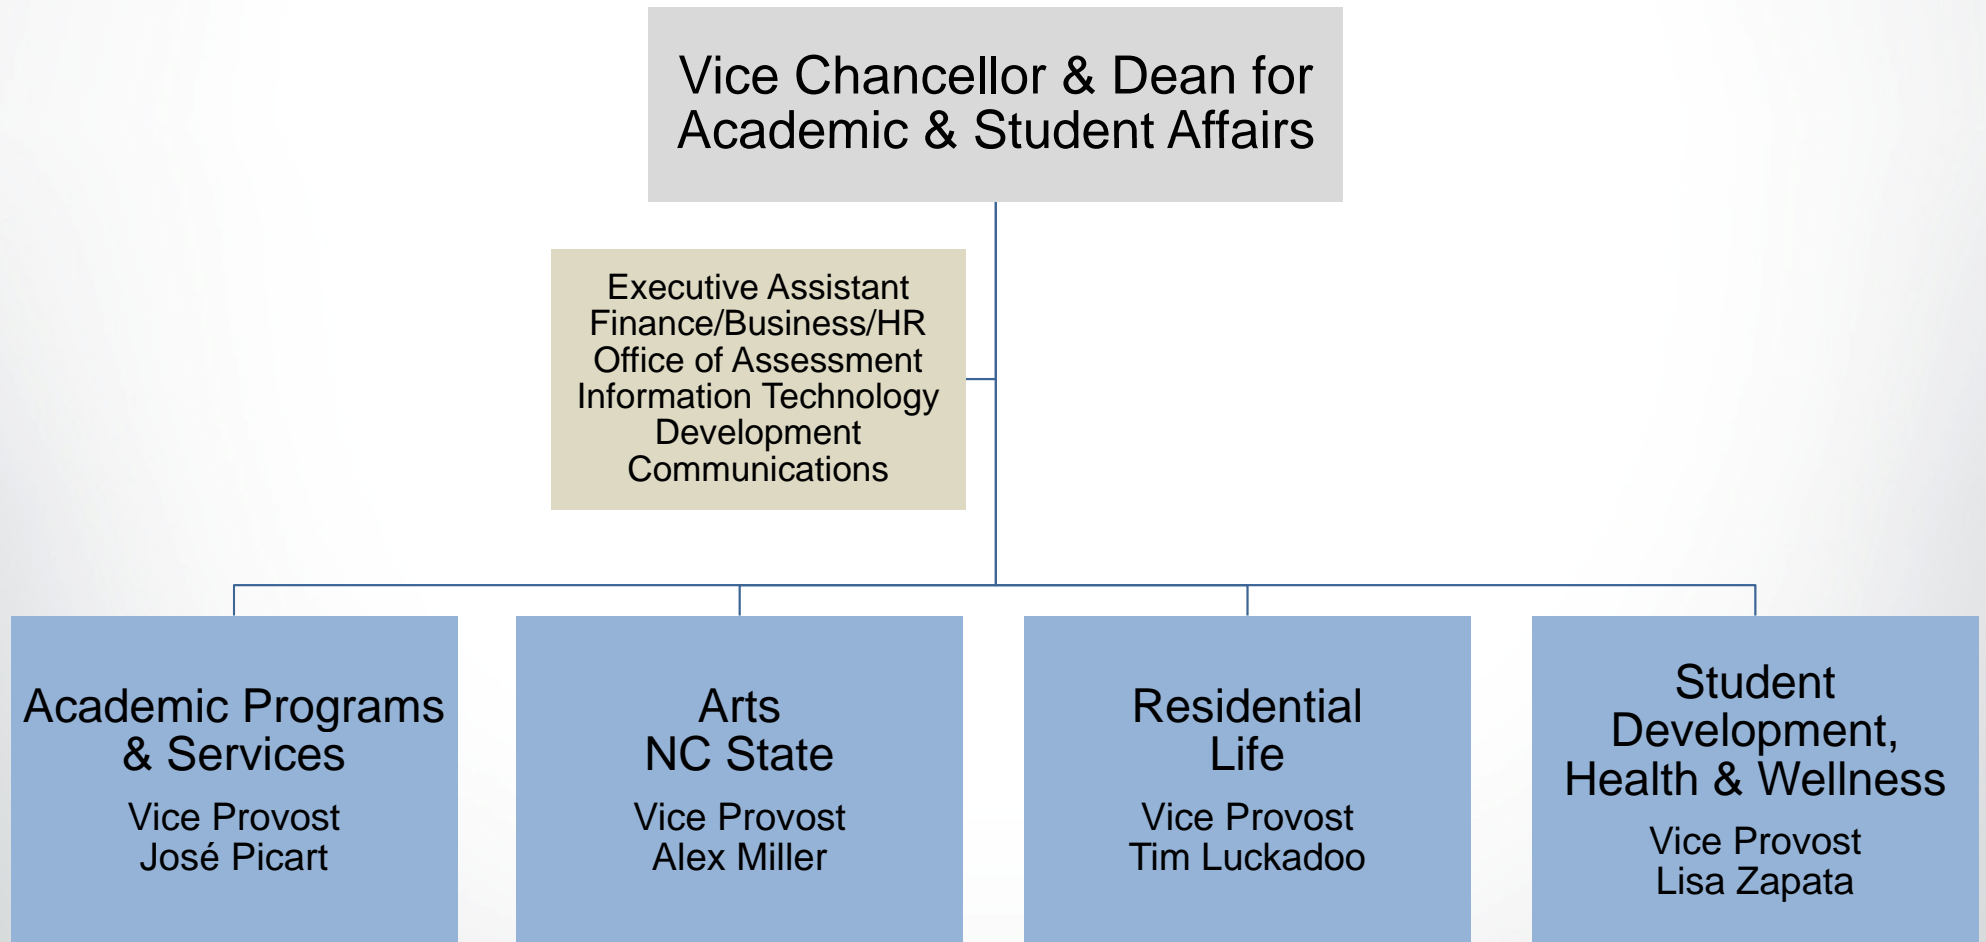 Vice Chancellor & Dean for
Academic & Student Affairs
Executive Assistant
Finance/Business/HR
Office of Assessment
Information Technology
Development
Communications
Academic Programs
& Services
Vice Provost
José Picart
Arts
NC State
Vice Provost
Alex Miller
Residential
Life
Vice Provost
Tim Luckadoo
Student
Development,
Health & Wellness
Vice Provost
Lisa Zapata